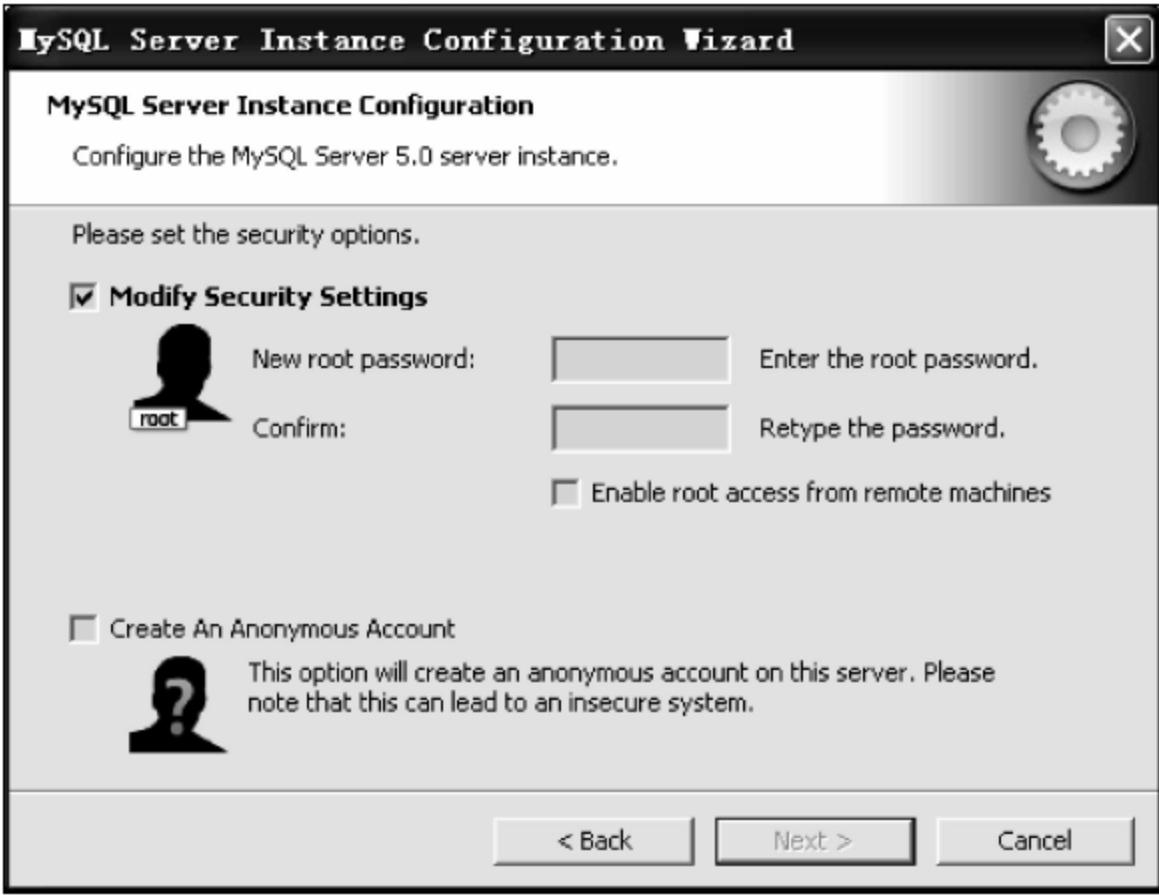 MySQL Server Instance Configuration Wizard
MySQL Server Instance Configuration
Configure the MySQL Server 5.0 server instance.
Please set the security options.
Modify Security Settings
root
New root password:
Enter the root password.
Confirm:
Retype the password.
Enable root access from remote machines
Create An Anonymous Account
?
This option will create an anonymous account on this server. Please
note that this can lead to an insecure system.
< Back
Next >
Cancel